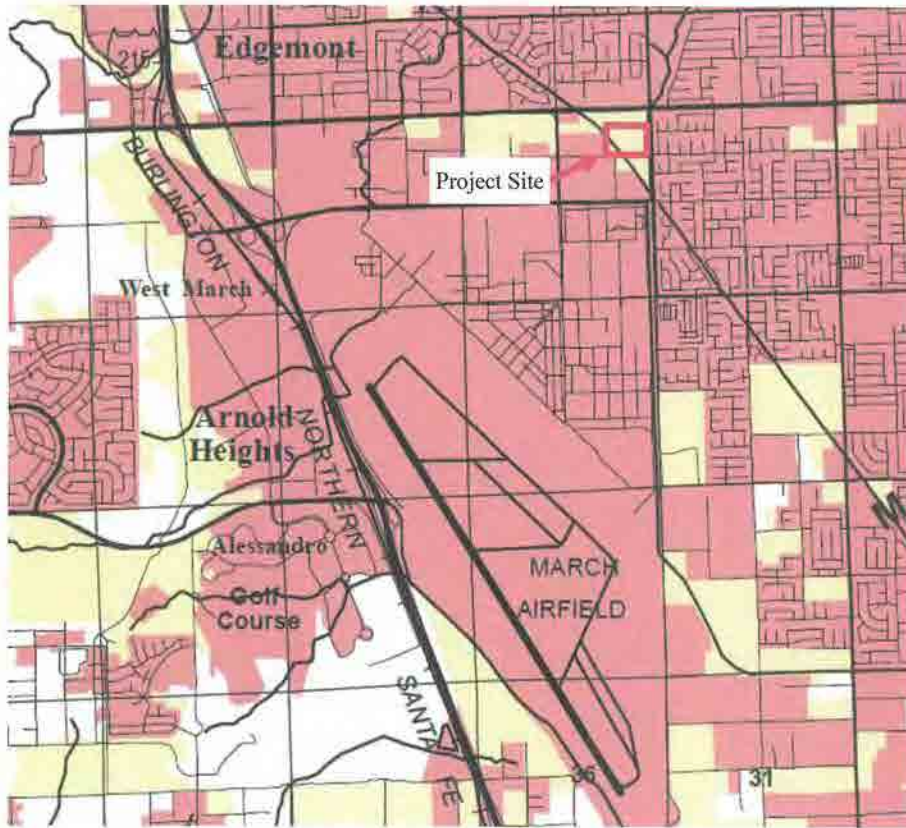 Edgemont
215
BURLINGTON
Project Site
West March
Arnold
Heights
NORTHERN
Alessandro
Golf
Course
MARCH
AIRFIELD
SANTA
FE
36
31